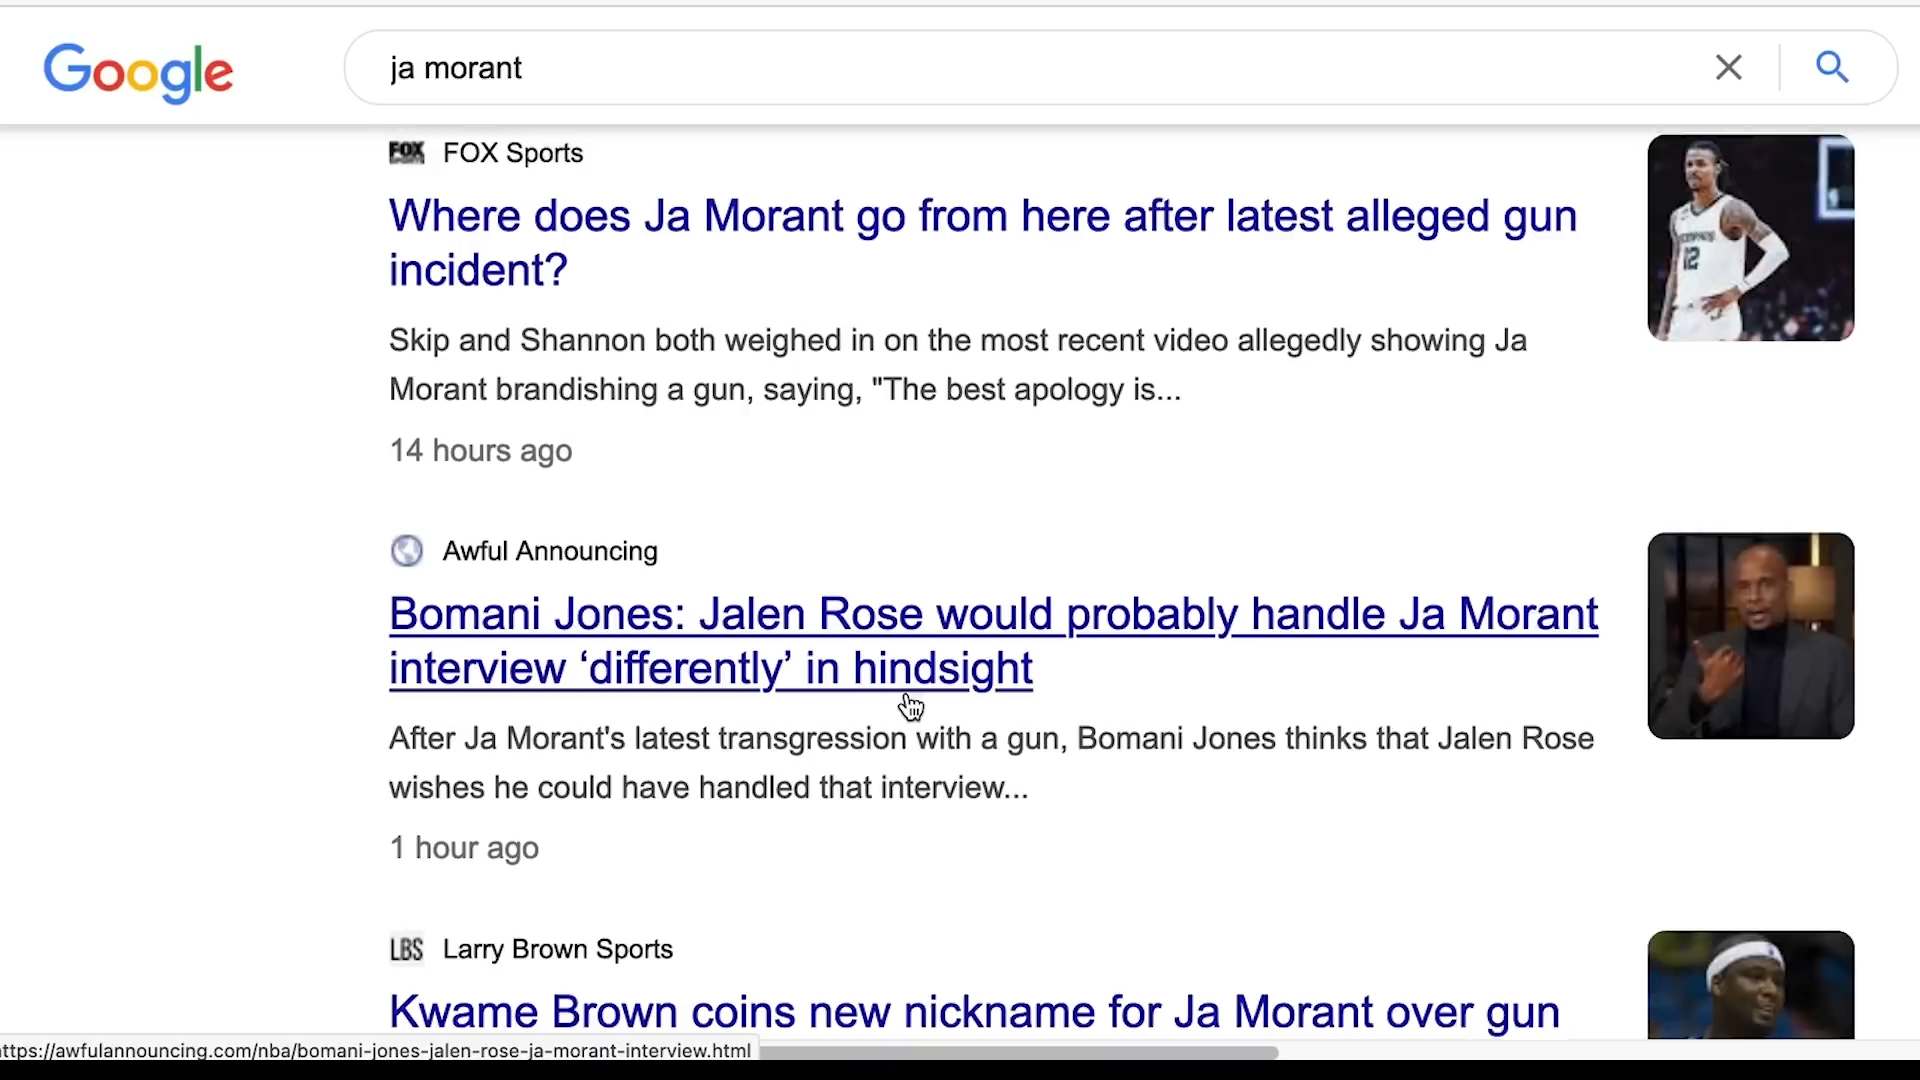 Google
ja morant
FOX SPORTS
FOX Sports
Where does Ja Morant go from here after latest alleged gun
incident?
Skip and Shannon both weighed in on the most recent video allegedly showing Ja
Morant brandishing a gun, saying, "The best apology is...
14 hours ago
Awful Announcing
Bomani Jones: Jalen Rose would probably handle Ja Morant
interview ‘differently’ in hindsight
After Ja Morant's latest transgression with a gun, Bomani Jones thinks that Jalen Rose
wishes he could have handled that interview...
1 hour ago
LBS Larry Brown Sports
Kwame Brown coins new nickname for Ja Morant over gun
ttps://awfulannouncing.com/nba/bomani-jones-jalen-rose-ja-morant-interview.html
12